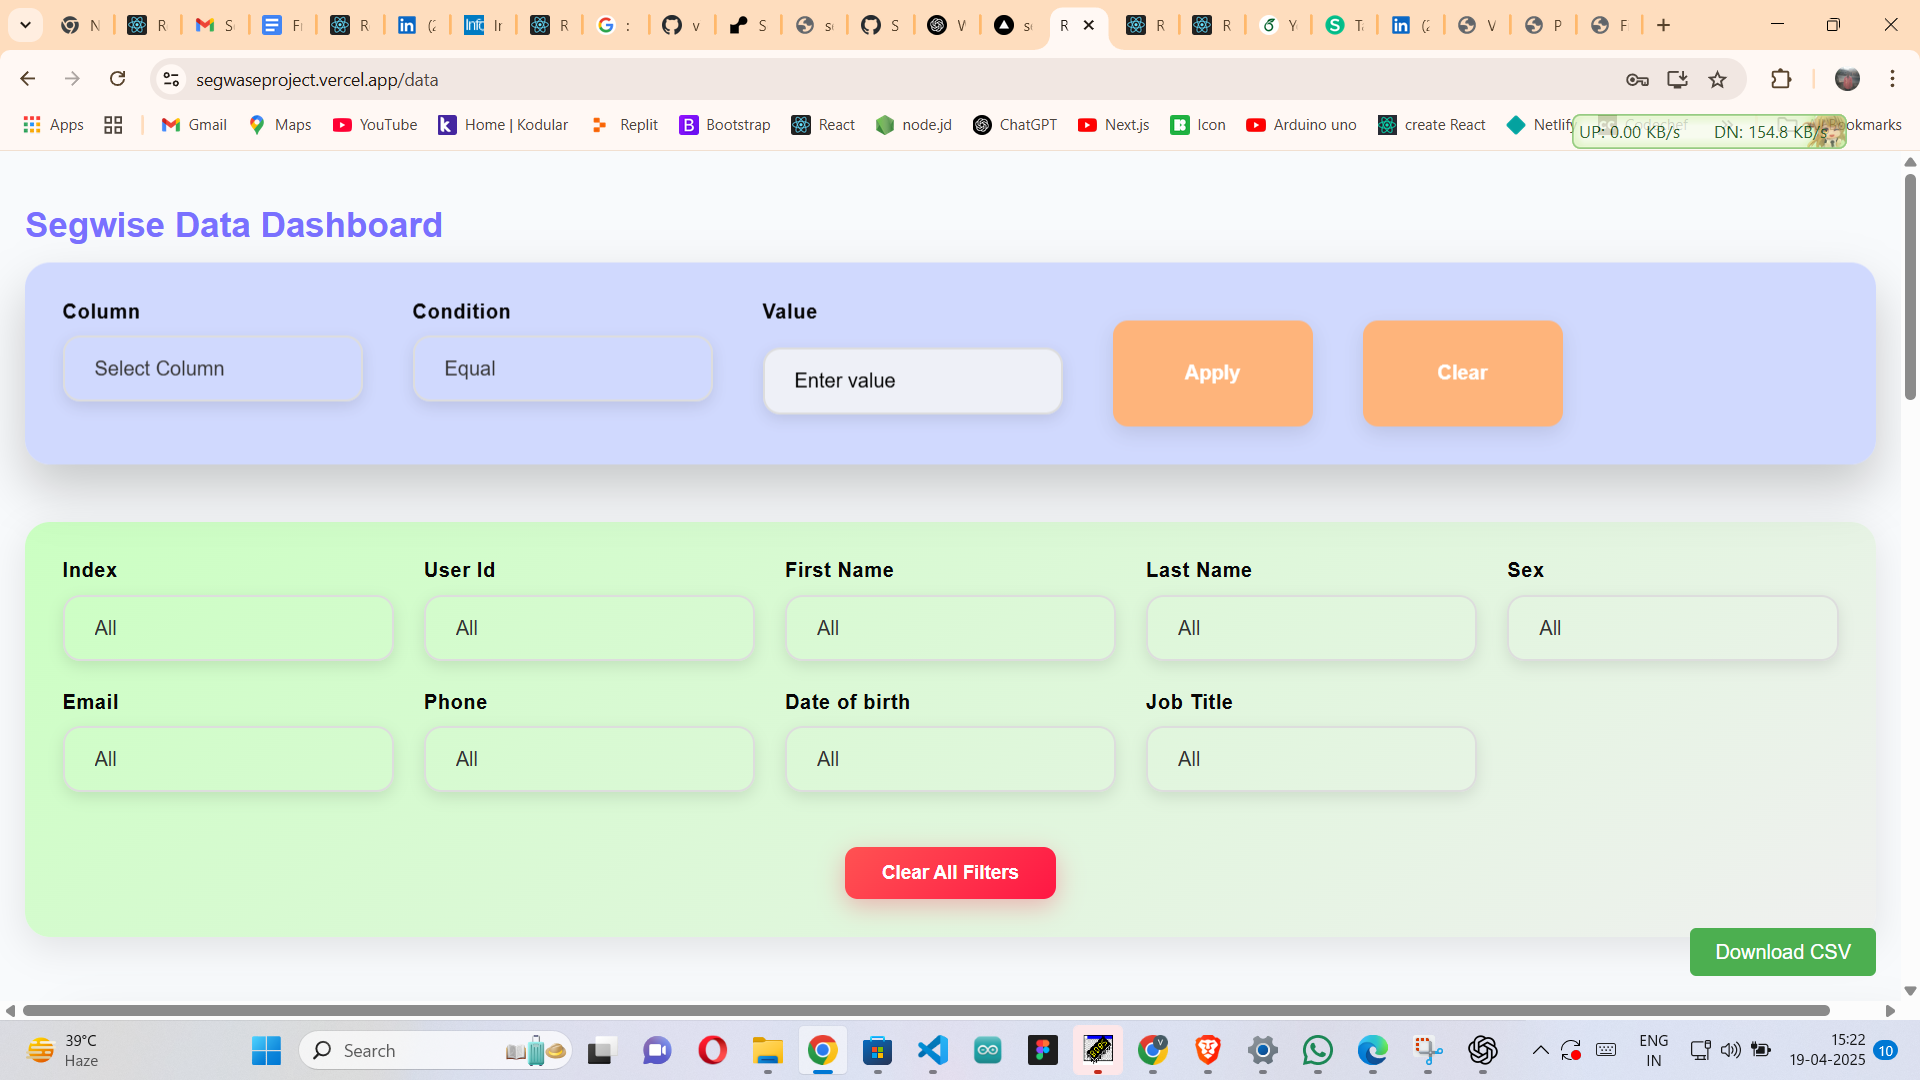 N
R
S
F
R
(2
Ir
R
:
v
S
s
S
W
s
R
R
R
Y
T
(2
V
P
F
segwaseproject.vercel.app/data
Apps
Gmail
Maps
YouTube
Home | Kodular
Replit
Bootstrap
React
node.jd
ChatGPT
Next.js
Icon
Arduino uno
create React
Netlify
Codechef
UP: 0.00 KB/s DN: 154.8 KB/s
Segwise Data Dashboard
Column Condition Value
Select Column Equal Enter value Apply Clear
Index User Id First Name Last Name Sex
All All All All All
Email Phone Date of birth Job Title
All All All All
Clear All Filters
Download CSV
39°C
Haze
Search
ENG
IN
15:22
19-04-2025
10